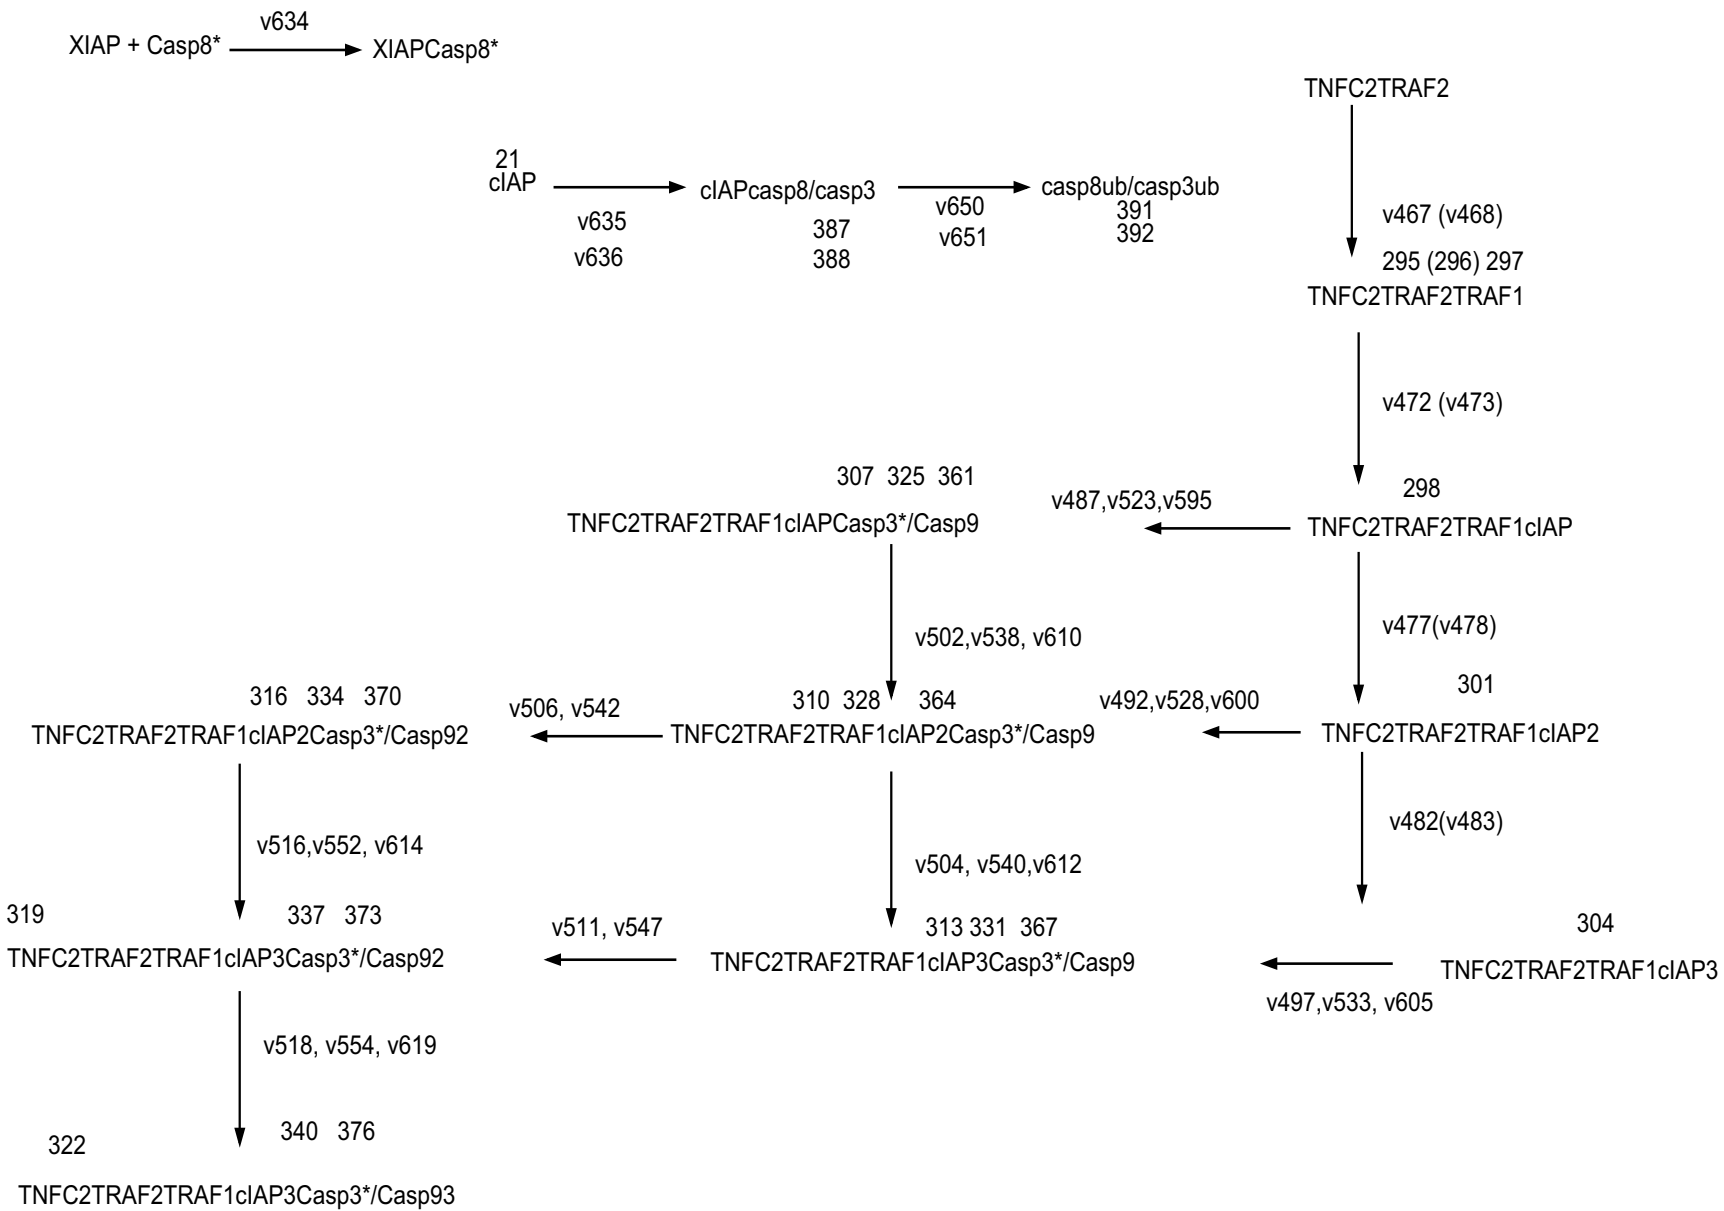 v634
XIAP + Casp8*
XIAPCasp8*
TNFC2TRAF2
21
cIAP
cIAPcasp8/casp3
casp8ub/casp3ub
v635
v636
387
388
v650
v651
391
392
v467 (v468)
295 (296) 297
TNFC2TRAF2TRAF1
v472 (v473)
307 325 361
TNFC2TRAF2TRAF1cIAPCasp3*/Casp9
v487,v523,v595
298
TNFC2TRAF2TRAF1cIAP
v502,v538, v610
v477(v478)
316 334 370
TNFC2TRAF2TRAF1cIAP2Casp3*/Casp92
v506, v542
310 328 364
TNFC2TRAF2TRAF1cIAP2Casp3*/Casp9
v492,v528,v600
301
TNFC2TRAF2TRAF1cIAP2
v516,v552, v614
v504, v540,v612
v482(v483)
319 337 373
TNFC2TRAF2TRAF1cIAP3Casp3*/Casp92
v511, v547
313 331 367
TNFC2TRAF2TRAF1cIAP3Casp3*/Casp9
304
TNFC2TRAF2TRAF1cIAP3
v497,v533, v605
v518, v554, v619
322 340 376
TNFC2TRAF2TRAF1cIAP3Casp3*/Casp93